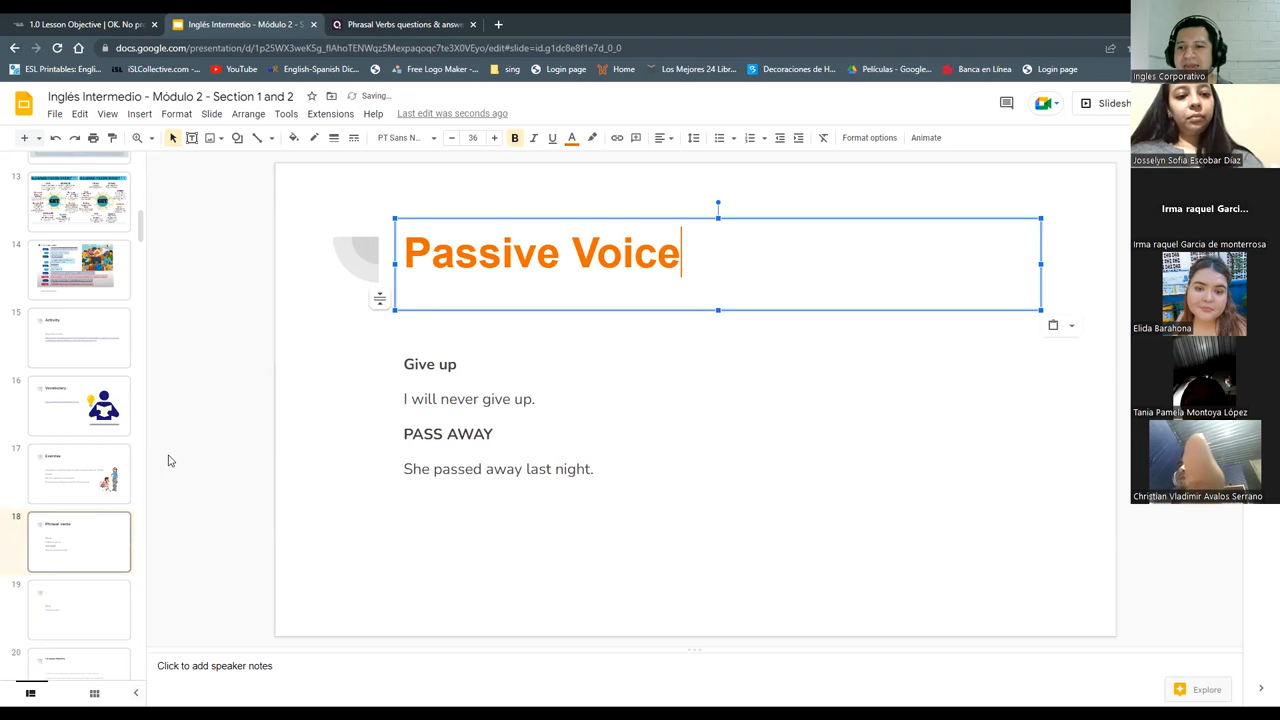 1.0 Lesson Objective | OK. No pr
Inglés Intermedio - Módulo 2 - S
Phrasal Verbs questions & answe
docs.google.com/presentation/d/1p25WX3weK5g_flAhoTENWqz5Mexpaqoqc7te3X0VEyo/edit#slide=id.g1dc8e8f1e7d_0_0
ESL Printables: Engli...
iSLCollective.com -...
YouTube
English-Spanish Dic...
Free Logo Maker -...
sing
Login page
Home
Los Mejores 24 Libr...
Decoraciones de H...
Películas - Google...
Banca en Línea
Login page
Inglés Intermedio - Módulo 2 - Section 1 and 2
Saving...
File Edit View Insert Format Slide Arrange Tools Extensions Help
Last edit was seconds ago
Slidesh
PT Sans N...
36
Format options
Animate
13
14
15
Activity
16
Vocabulary
17
Exercise
18
Phrasal verbs
19
20
Passive Voice
Give up
I will never give up.
PASS AWAY
She passed away last night.
Click to add speaker notes
Explore
Ingles Corporativo
Josselyn Sofia Escobar Díaz
Irma raquel Garci...
Irma raquel Garcia de monterrosa
Elida Barahona
Tania Pamela Montoya López
Christian Vladimir Avalos Serrano